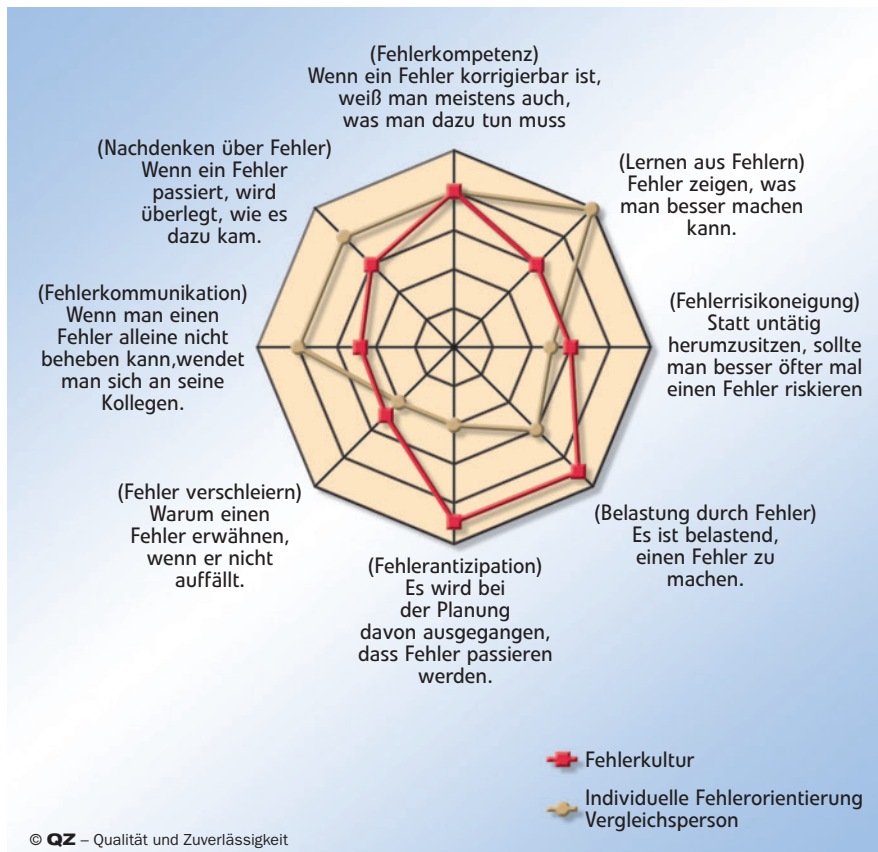 (Fehlerkompetenz)
Wenn ein Fehler korrigierbar ist,
weiß man meistens auch,
was man dazu tun muss
(Lernen aus Fehlern)
Fehler zeigen, was
man besser machen
kann.
(Fehlerrisikoneigung)
Statt untätig
herumzusitzen, sollte
man besser öfter mal
einen Fehler riskieren
(Belastung durch Fehler)
Es ist belastend,
einen Fehler zu
machen.
(Fehlerantizipation)
Es wird bei
der Planung
davon ausgegangen,
dass Fehler passieren
werden.
(Fehler verschleiern)
Warum einen
Fehler erwähnen,
wenn er nicht
auffällt.
(Fehlerkommunikation)
Wenn man einen
Fehler alleine nicht
beheben kann,wendet
man sich an seine
Kollegen.
(Nachdenken über Fehler)
Wenn ein Fehler
passiert, wird
überlegt, wie es
dazu kam.
Fehlerkultur
Individuelle Fehlerorientierung
Vergleichsperson
© QZ – Qualität und Zuverlässigkeit